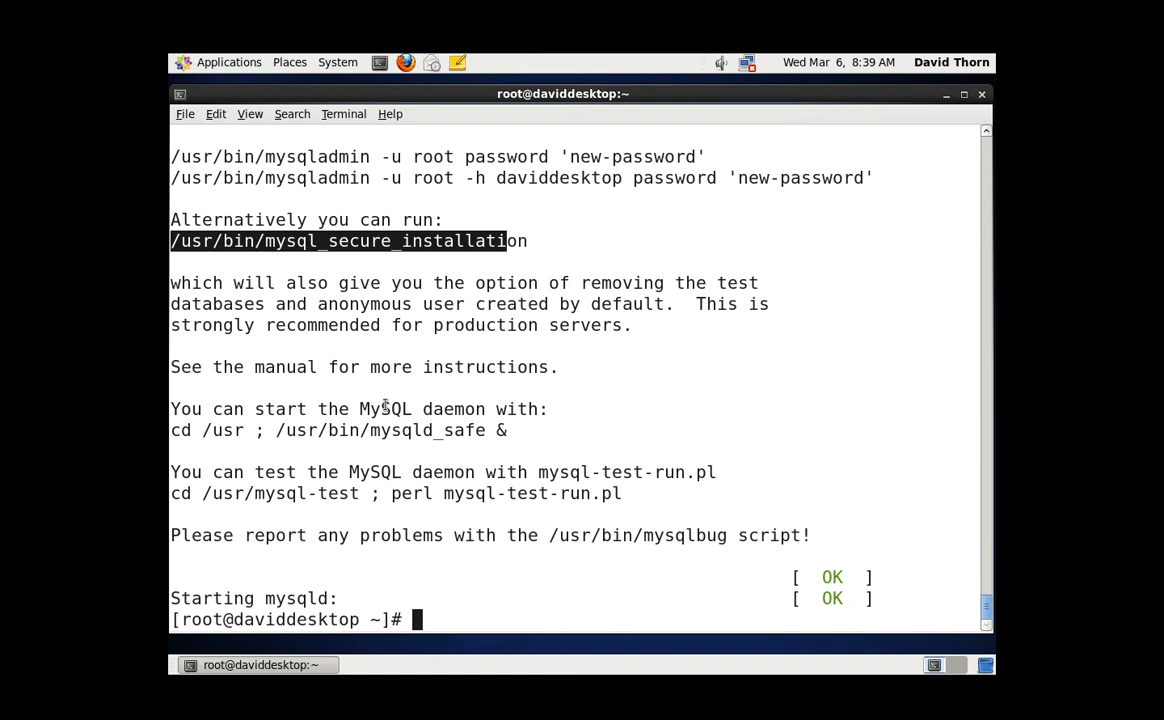 Applications Places System Wed Mar 6, 8:39 AM David Thorn
root@daviddesktop:~
File Edit View Search Terminal Help
/usr/bin/mysqladmin -u root password 'new-password'
/usr/bin/mysqladmin -u root -h daviddesktop password 'new-password'
Alternatively you can run:
/usr/bin/mysql_secure_installation
which will also give you the option of removing the test
databases and anonymous user created by default.  This is
strongly recommended for production servers.
See the manual for more instructions.
You can start the MySQL daemon with:
cd /usr ; /usr/bin/mysqld_safe &
You can test the MySQL daemon with mysql-test-run.pl
cd /usr/mysql-test ; perl mysql-test-run.pl
Please report any problems with the /usr/bin/mysqlbug script!
[  OK  ]
Starting mysqld: [  OK  ]
[root@daviddesktop ~]#
root@daviddesktop:~